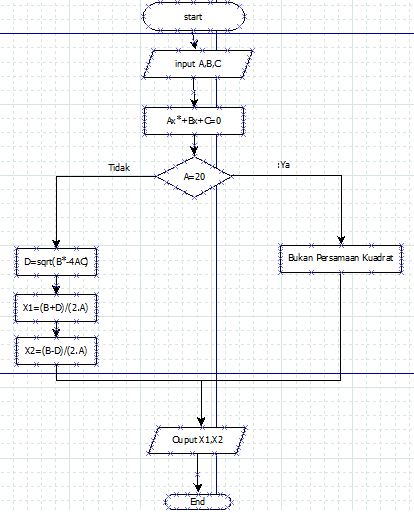 start
input A,B,C
Ax*+Bx+C=0
A=20
Tidak
:Ya
D=sqrt(B*-4AC)
Bukan Persamaan Kuadrat
X1=(B+D)/(2.A)
X2=(B-D)/(2.A)
Ouput X1,X2
End